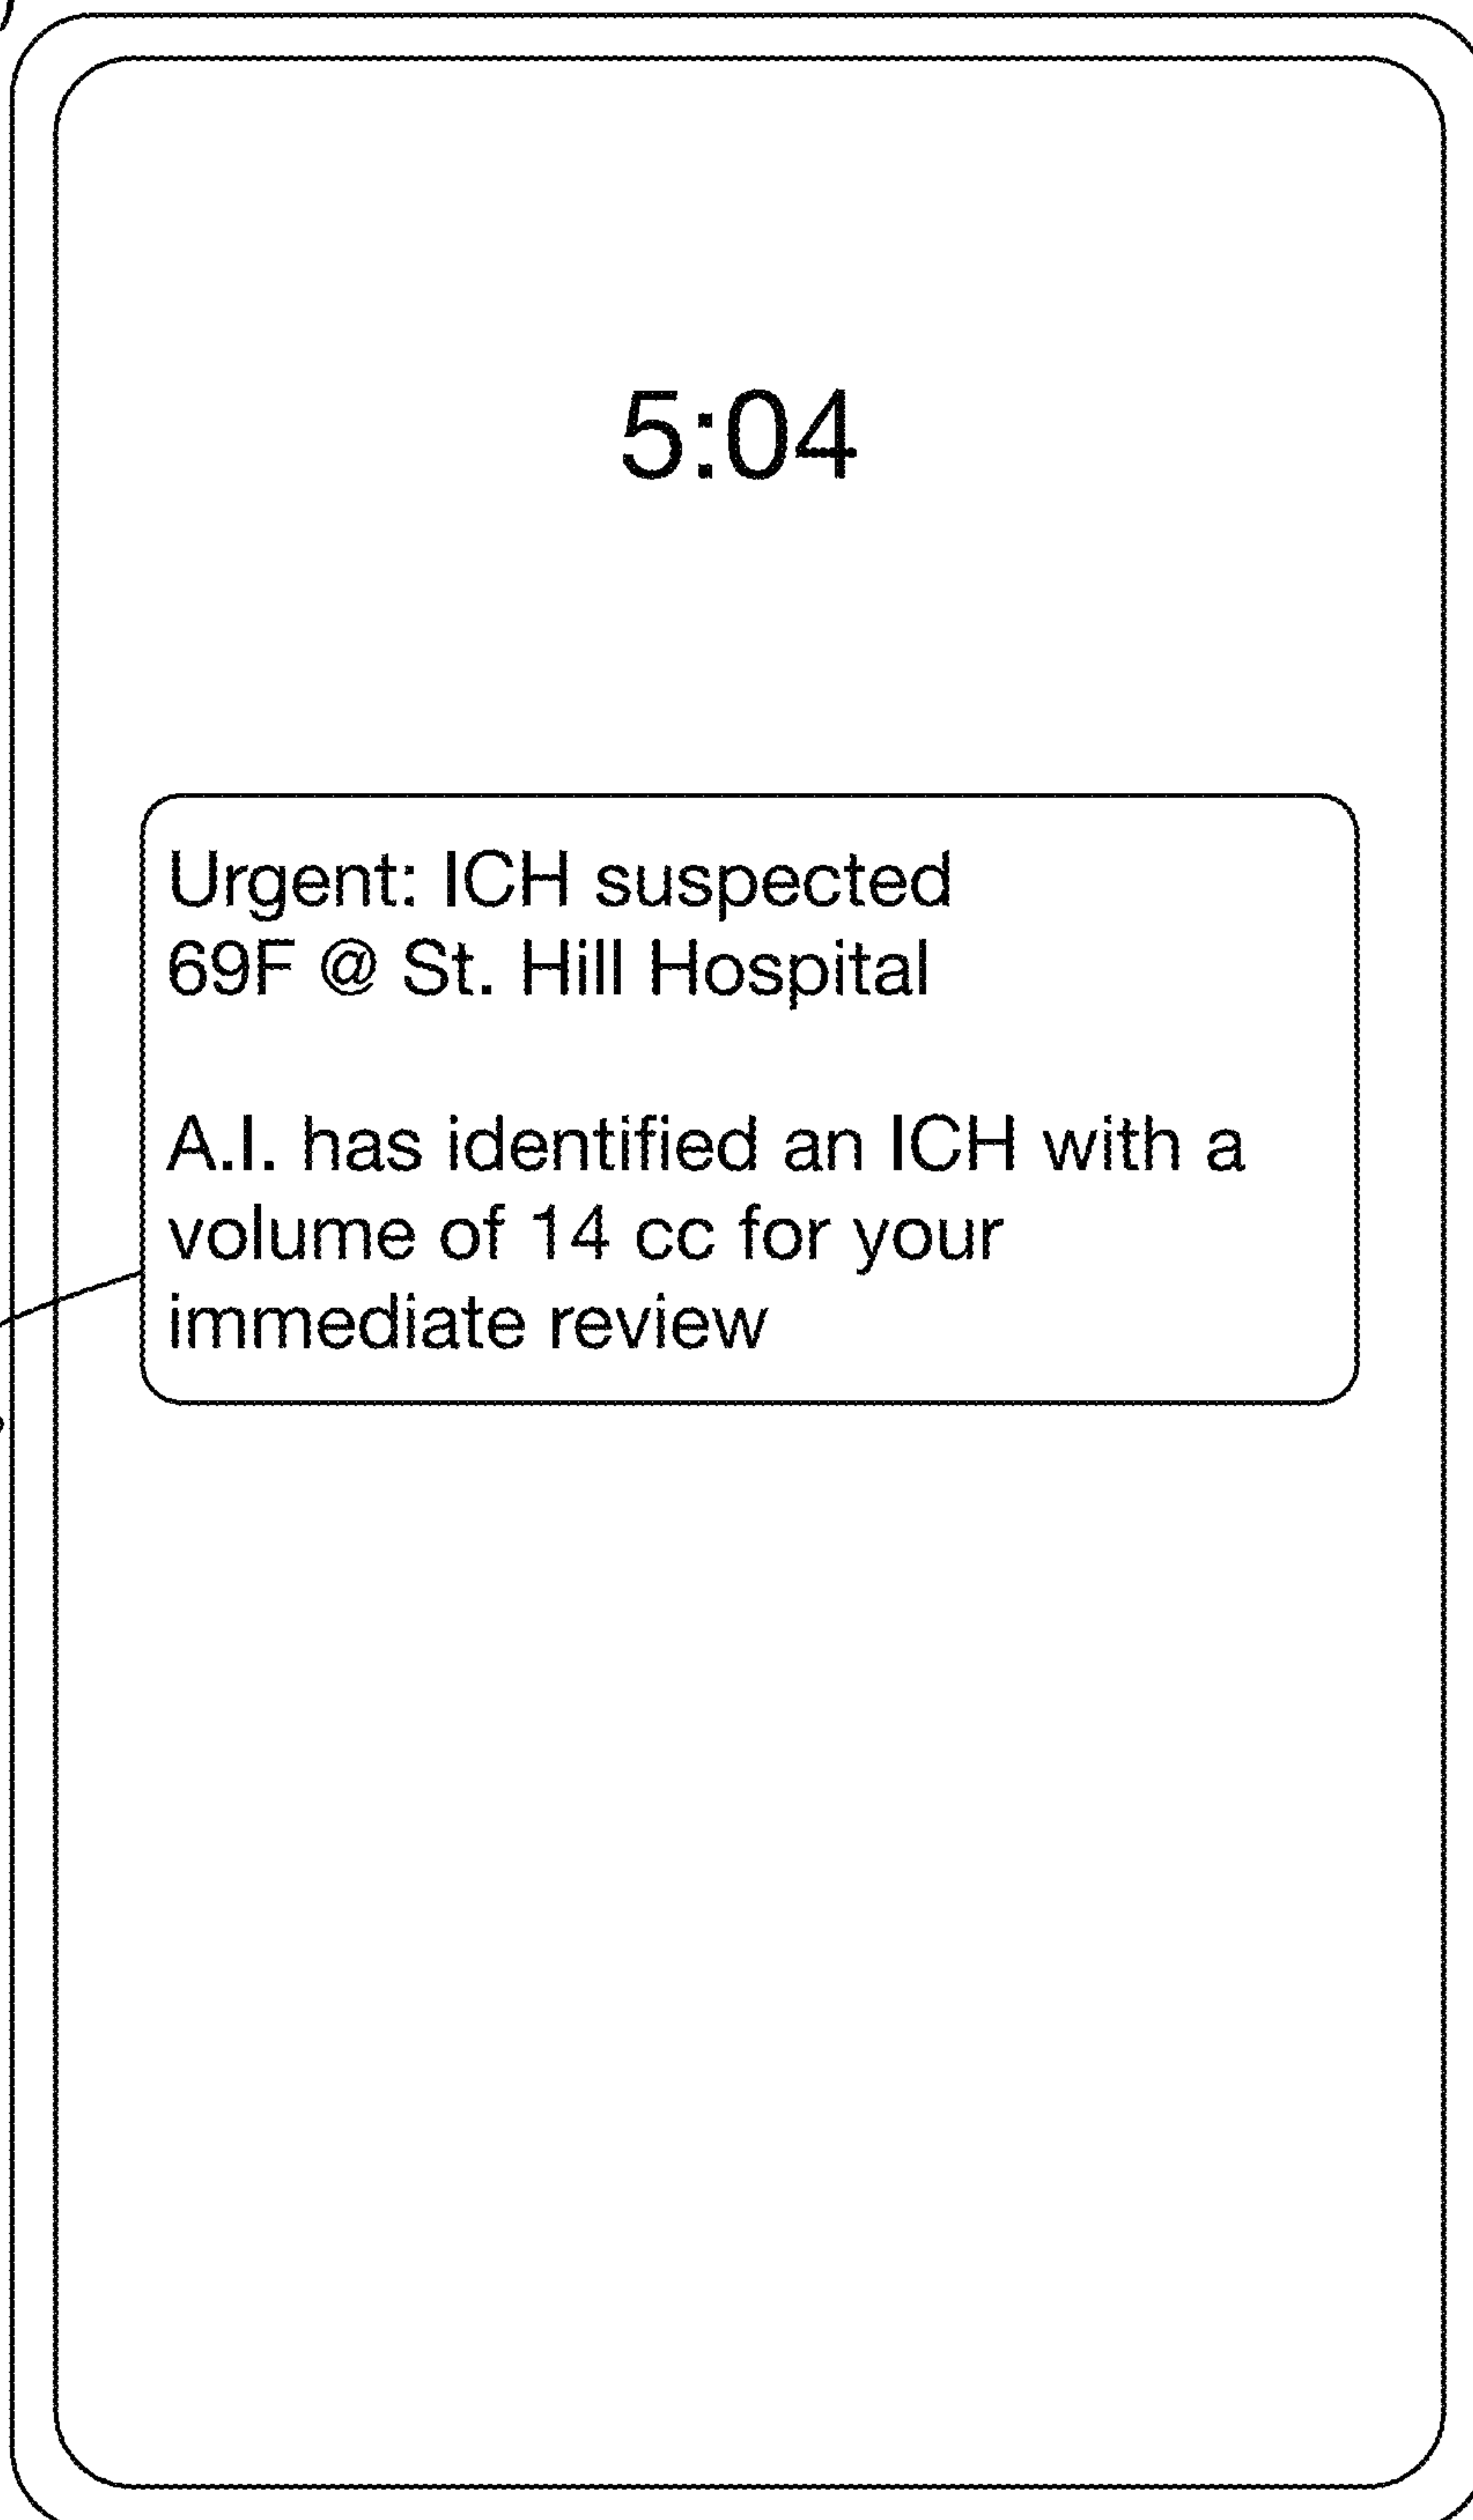 5:04
Urgent: ICH suspected
69F @ St. Hill Hospital
A.I. has identified an ICH with a
volume of 14 cc for your
immediate review